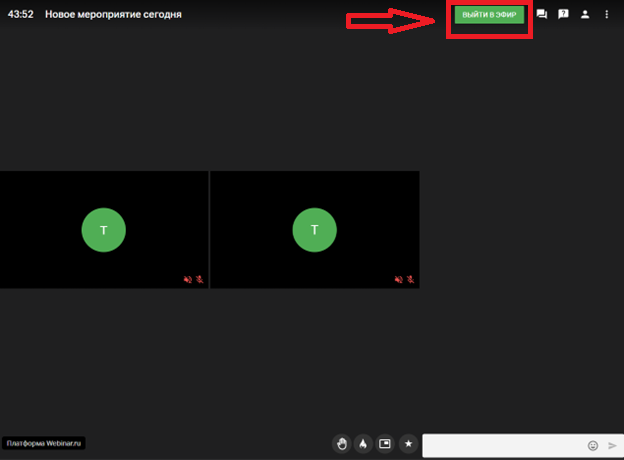 43:52 Новое мероприятие сегодня
ВЫЙТИ В ЭФИР
?
T T
Платформа Webinar.ru